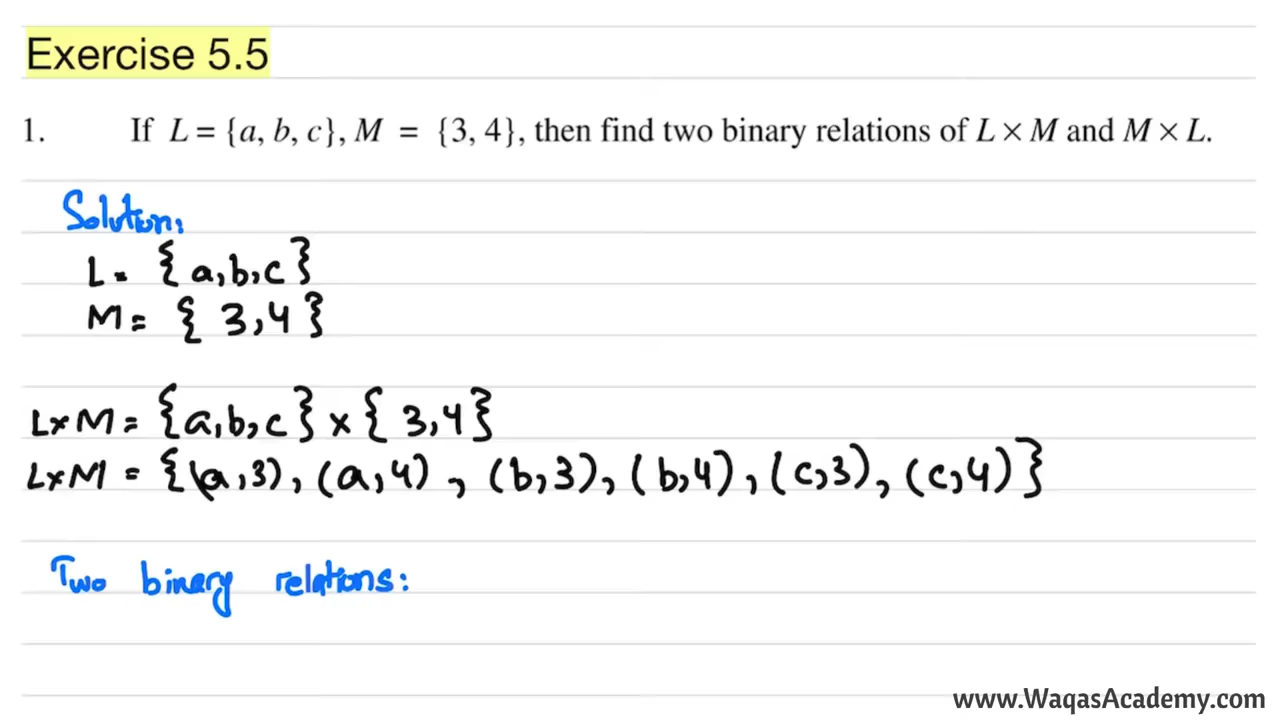 Exercise 5.5
1. If L = {a, b, c}, M = {3, 4}, then find two binary relations of L × M and M × L.
Solution:
L = {a,b,c}
M = { 3,4 }
L×M = {a,b,c} × { 3,4}
L×M = {(a,3), (a,4), (b,3), (b,4), (c,3), (c,4)}
Two binary relations:
www.WaqasAcademy.com